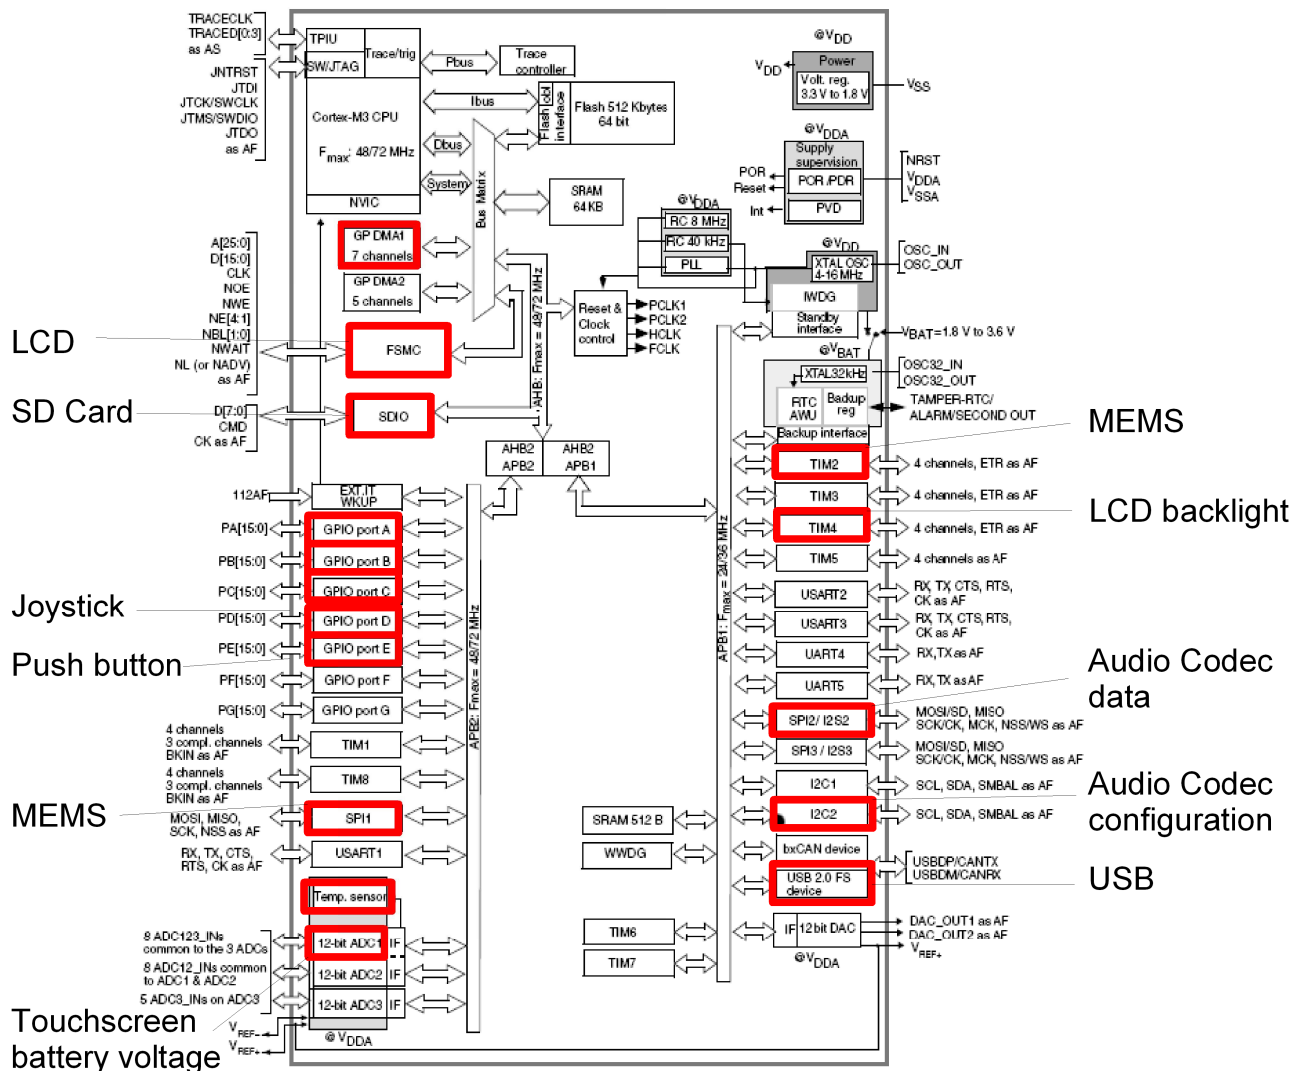 TRACECLK
TRACED[0:3]
as AS
JNTRST
JTDI
JTCK/SWCLK
JTMS/SWDIO
JTDO
as AF
TPIU
SW/JTAG
Trace/trig
Cortex-M3 CPU
Fmax: 48/72 MHz
NVIC
Pbus
Trace
controller
Ibus
Flash obl
interface
Flash 512 Kbytes
64 bit
Dbus
System
Bus Matrix
SRAM
64 KB
GP DMA1
7 channels
GP DMA2
5 channels
FSMC
SDIO
A[25:0]
D[15:0]
CLK
NOE
NWE
NE[4:1]
NBL[1:0]
NWAIT
NL (or NADV)
as AF
LCD
SD Card
D[7:0]
CMD
CK as AF
AHB: Fmax = 48/72 MHz
@VDD
Power
VDD
Volt. reg.
3.3 V to 1.8 V
VSS
@VDDA
Supply
supervision
POR
Reset
POR /PDR
Int
PVD
NRST
VDDA
VSSA
@VDDA
RC 8 MHz
RC 40 kHz
PLL
@VDD
XTAL OSC
4-16 MHz
OSC_IN
OSC_OUT
IWDG
Standby
interface
Reset &
Clock
control
PCLK1
PCLK2
HCLK
FCLK
VBAT=1.8 V to 3.6 V
@VBAT
XTAL32kHz
OSC32_IN
OSC32_OUT
RTC
AWU
Backup
reg
TAMPER-RTC/
ALARM/SECOND OUT
Backup interface
AHB2
APB2
AHB2
APB1
MEMS
TIM2
4 channels, ETR as AF
TIM3
4 channels, ETR as AF
LCD backlight
TIM4
4 channels, ETR as AF
TIM5
4 channels as AF
USART2
RX, TX, CTS, RTS,
CK as AF
USART3
RX, TX, CTS, RTS,
CK as AF
UART4
RX,TX as AF
UART5
RX, TX as AF
Audio Codec
data
SPI2/ I2S2
MOSI/SD, MISO
SCK/CK, MCK, NSS/WS as AF
SPI3 / I2S3
MOSI/SD, MISO
SCK/CK, MCK, NSS/WS as AF
I2C1
SCL, SDA, SMBAL as AF
Audio Codec
configuration
I2C2
SCL, SDA, SMBAL as AF
bxCAN device
USBDP/CANTX
USBDM/CANRX
USB
USB 2.0 FS
device
IF
12bit DAC
DAC_OUT1 as AF
DAC_OUT2 as AF
VREF+
@VDDA
APB1: Fmax = 24/36 MHz
SRAM 512 B
WWDG
TIM6
TIM7
112AF
EXT.IT
WKUP
PA[15:0]
GPIO port A
PB[15:0]
GPIO port B
PC[15:0]
GPIO port C
Joystick
PD[15:0]
GPIO port D
Push button
PE[15:0]
GPIO port E
PF[15:0]
GPIO port F
PG[15:0]
GPIO port G
APB2: Fmax = 48/72 MHz
4 channels
3 compl. channels
BKIN as AF
TIM1
4 channels
3 compl. channels
BKIN as AF
TIM8
MEMS
MOSI, MISO,
SCK, NSS as AF
SPI1
RX, TX, CTS,
RTS, CK as AF
USART1
Temp. sensor
8 ADC123_INs
common to the 3 ADCs
12-bit ADC1
IF
8 ADC12_INs common
to ADC1 & ADC2
12-bit ADC2
IF
5 ADC3_INs on ADC3
12-bit ADC3
IF
Touchscreen
battery voltage
VREF-
VREF+
@ VDDA